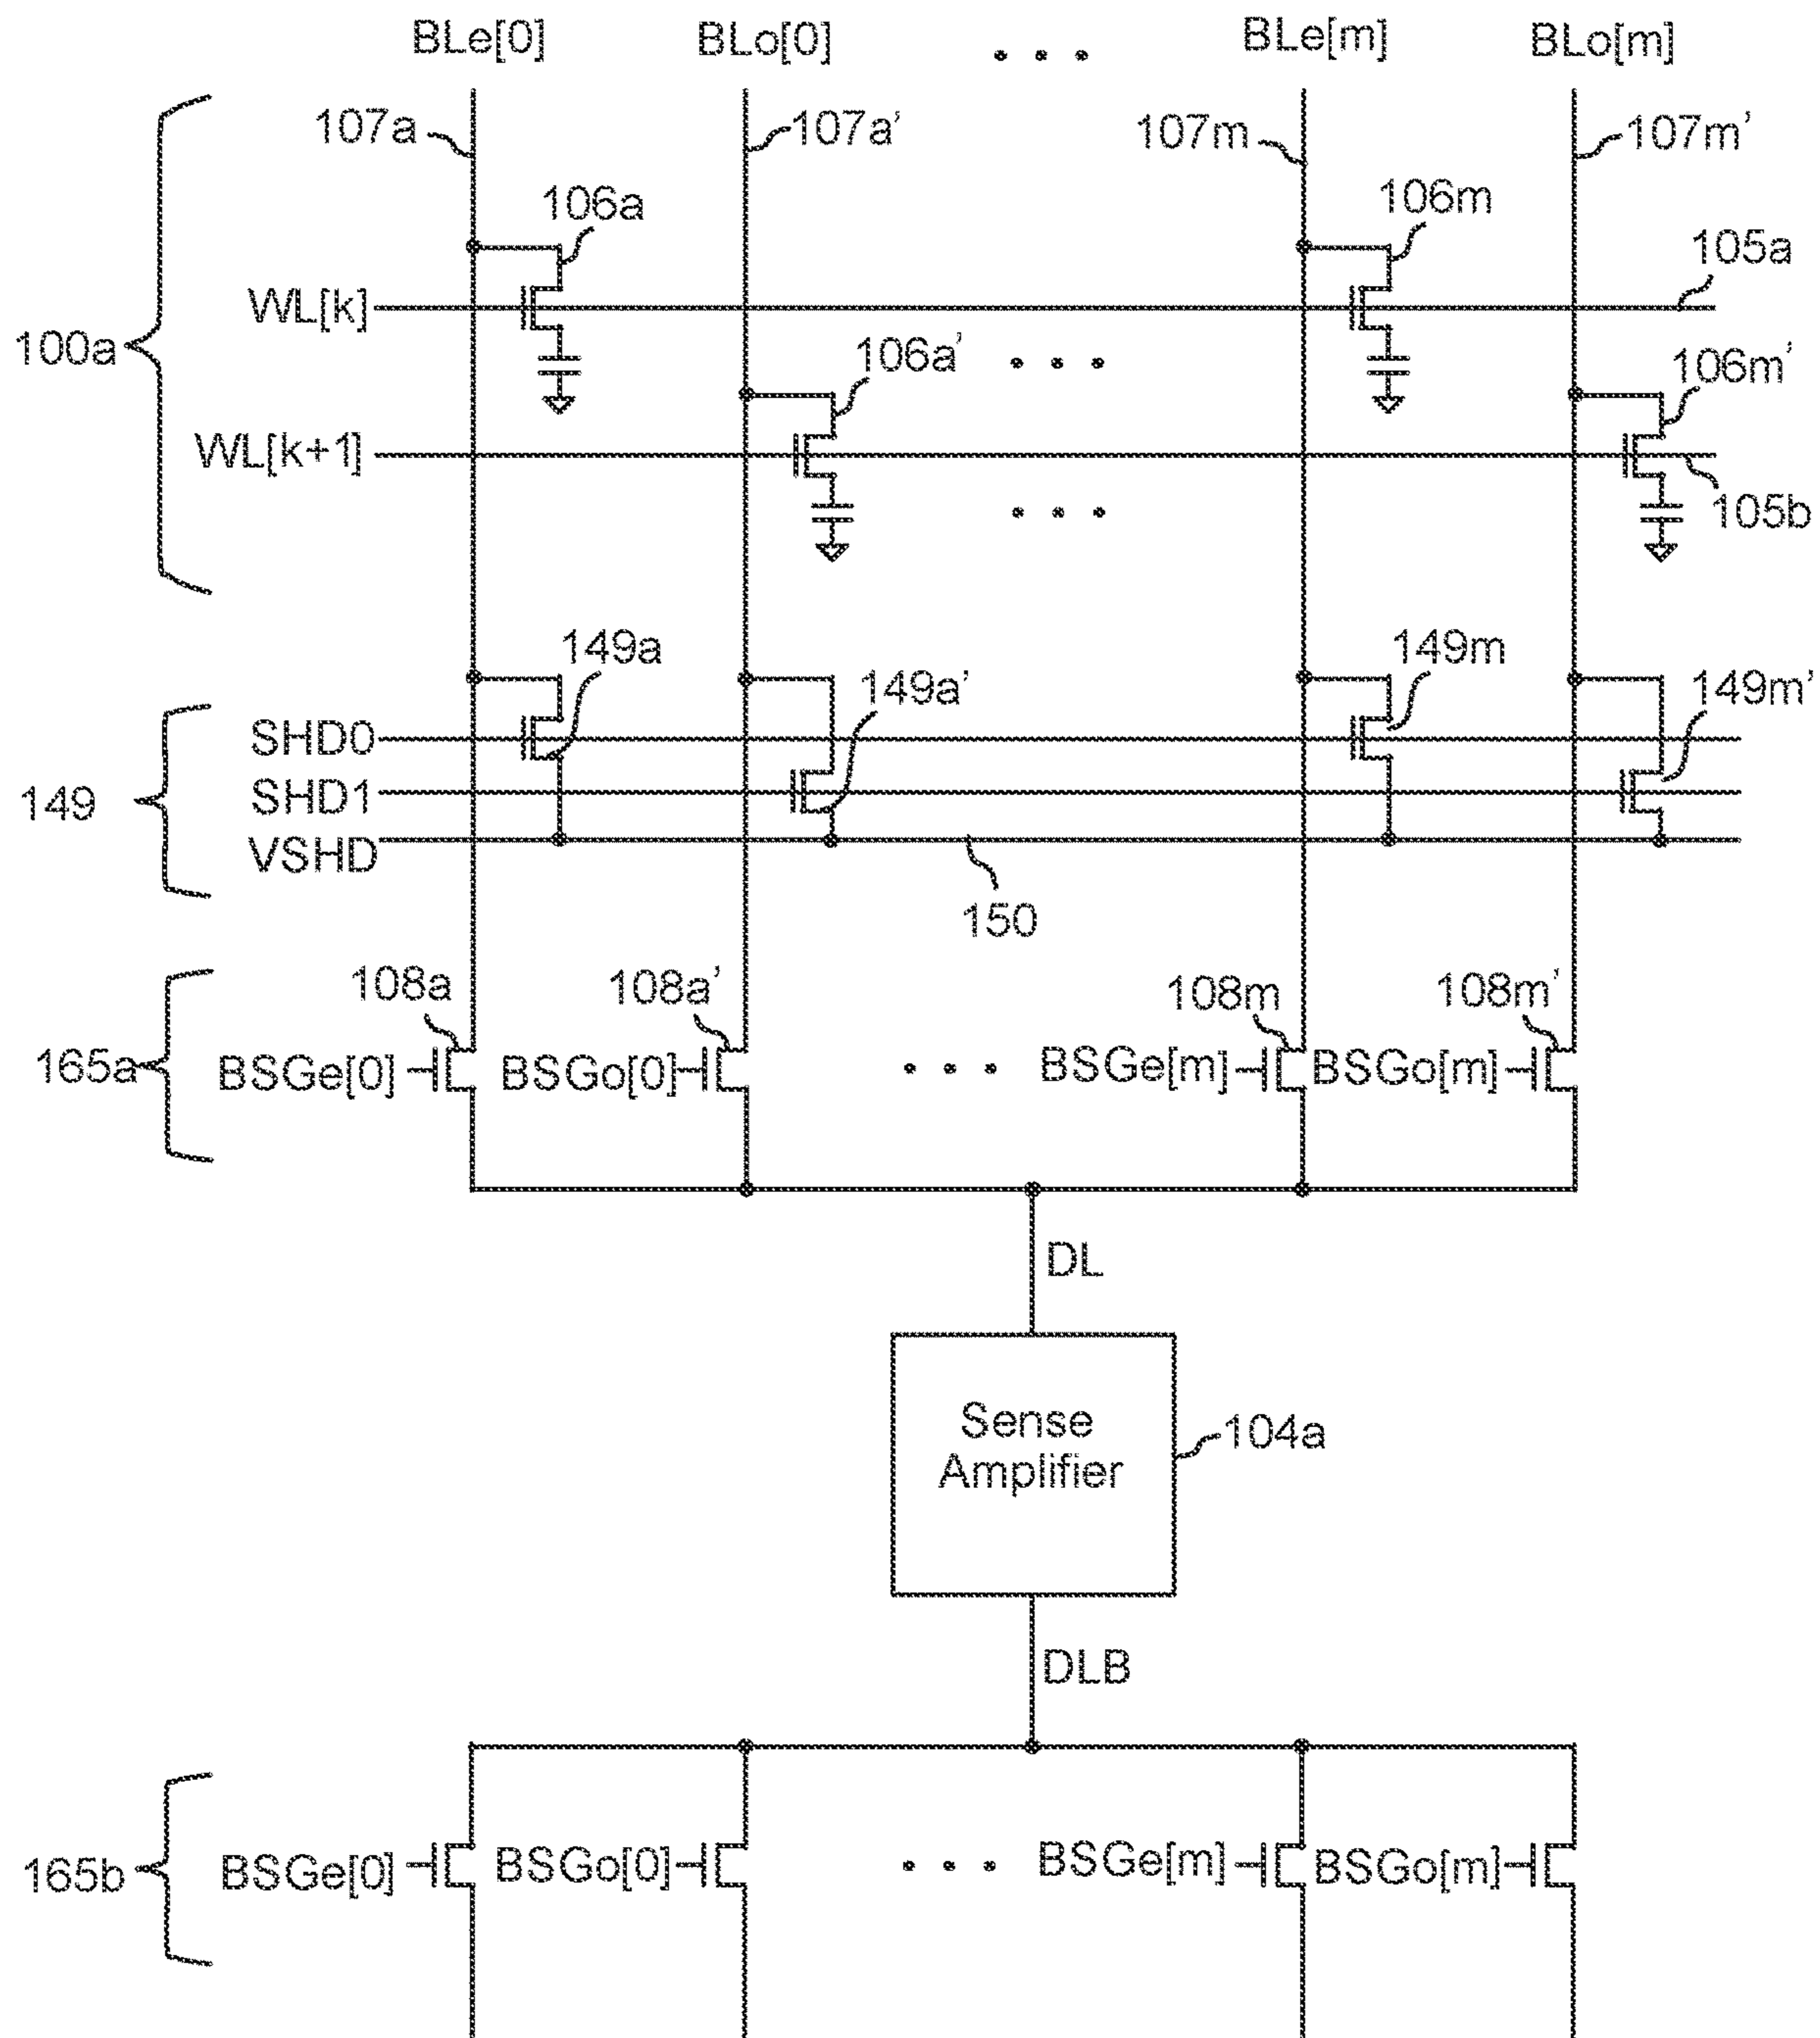 BLe[0] BLo[0] BLe[m] BLo[m]
107a 107a' 107m 107m'
106a 106m
105a
WL[k]
100a
106a' 106m'
WL[k+1]
105b
149a 149a' 149m 149m'
SHD0
149
SHD1
VSHD
150
108a 108a' 108m 108m'
165a
BSGe[0] BSGo[0] BSGe[m] BSGo[m]
DL
Sense
Amplifier
104a
DLB
165b
BSGe[0] BSGo[0] BSGe[m] BSGo[m]